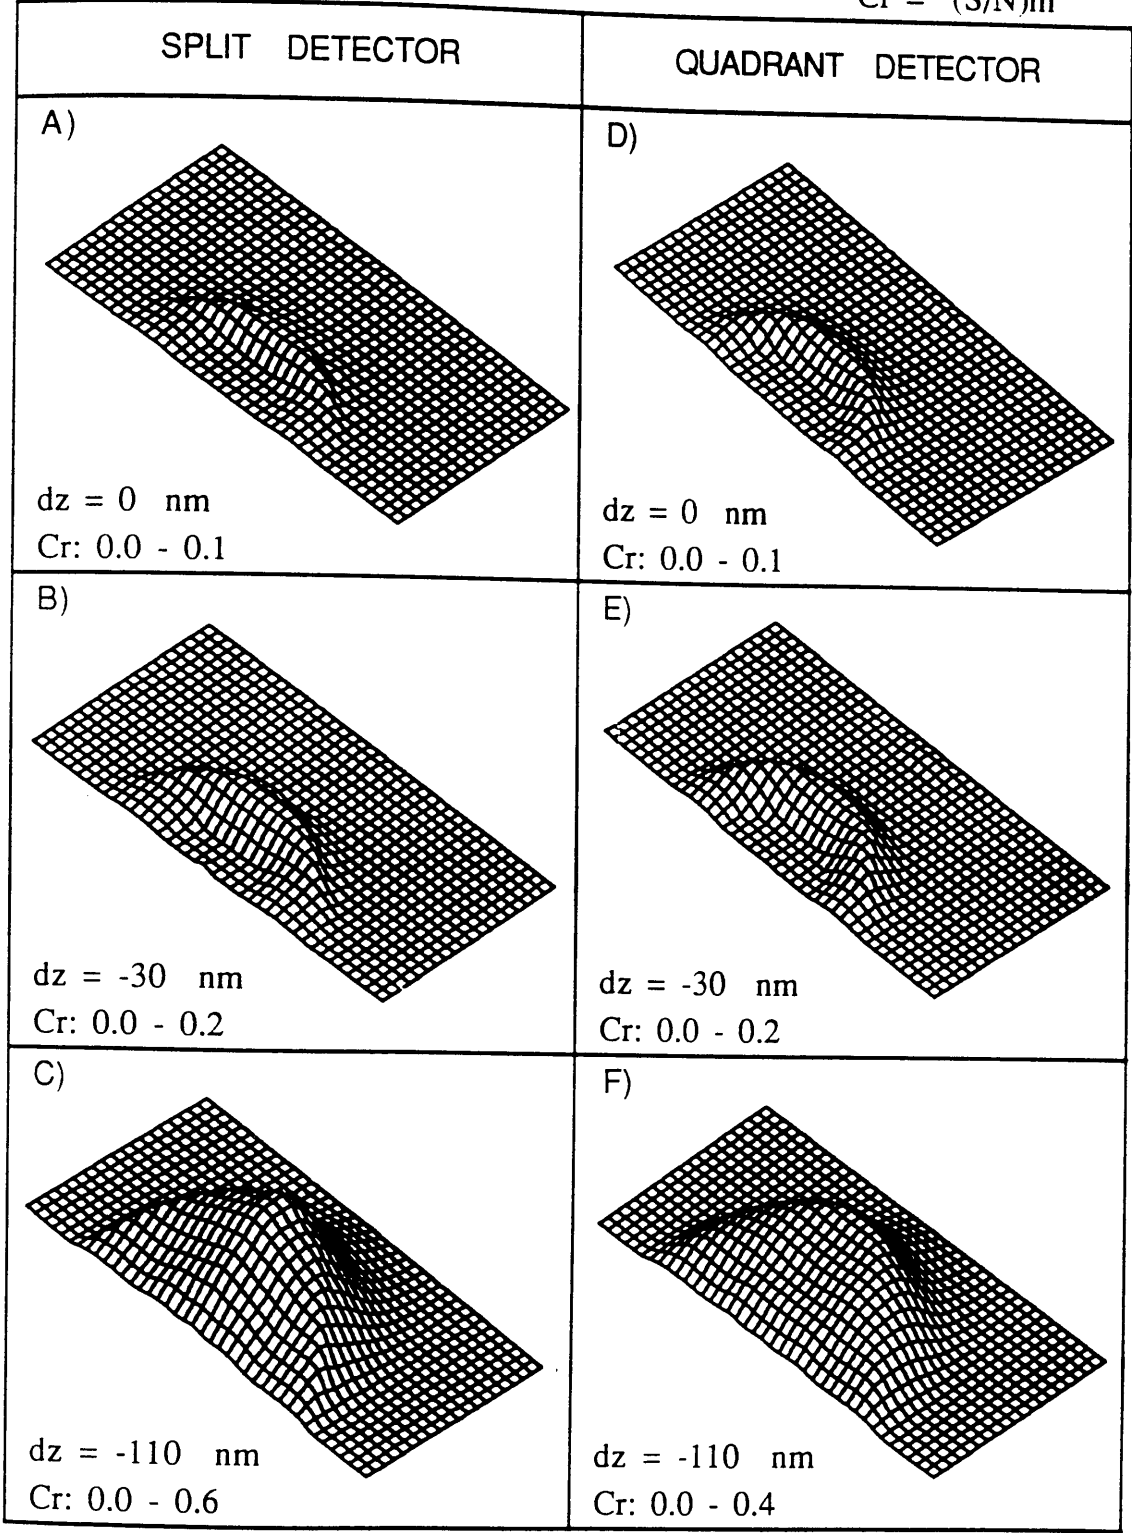 Cr = (S/N)m
SPLIT DETECTOR
QUADRANT DETECTOR
A)
dz = 0 nm
Cr: 0.0 - 0.1
D)
dz = 0 nm
Cr: 0.0 - 0.1
B)
dz = -30 nm
Cr: 0.0 - 0.2
E)
dz = -30 nm
Cr: 0.0 - 0.2
C)
dz = -110 nm
Cr: 0.0 - 0.6
F)
dz = -110 nm
Cr: 0.0 - 0.4